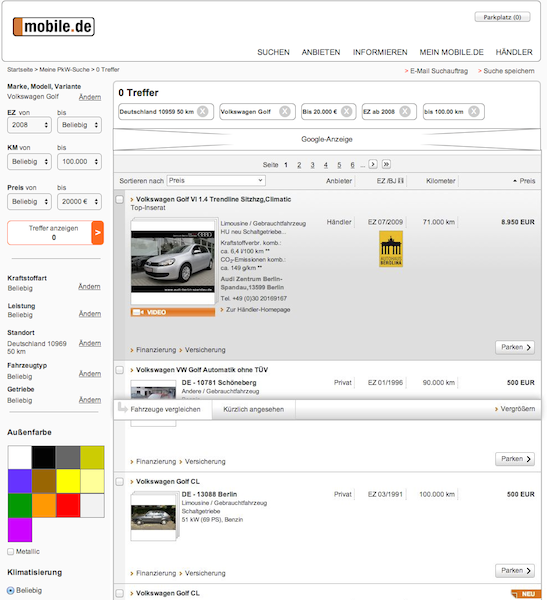 mobile.de
Parkplatz (0)
SUCHEN ANBIETEN INFORMIEREN MEIN MOBILE.DE HÄNDLER
Startseite > Meine PkW-Suche > 0 Treffer
> E-Mail Suchauftrag > Suche speichern
Marke, Modell, Variante
Volkswagen Golf Ändern
EZ von bis
2008 Beliebig
KM von bis
Beliebig 100.000
Preis von bis
Beliebig 20000 €
Treffer anzeigen
0
>
Kraftstoffart
Beliebig Ändern
Leistung
Beliebig Ändern
Standort
Deutschland 10969
50 km Ändern
Fahrzeugtyp
Beliebig Ändern
Getriebe
Beliebig Ändern
Außenfarbe
Metallic
Klimatisierung
Beliebig
0 Treffer
Deutschland 10959 50 km
Volkswagen Golf
Bis 20.000 €
EZ ab 2008
bis 100.00 km
Google-Anzeige
Seite 1 2 3 4 5 6 ... > »
Sortieren nach Preis Anbieter EZ /BJ Kilometer Preis
Volkswagen Golf VI 1.4 Trendline Sitzhzg,Climatic
Top-Inserat
Limousine / Gebrauchtfahrzeug
HU neu Schaftgetriebe...
Kraftstoffverbr. komb.:
ca. 6.4 l/100 km **
CO2-Emissionen komb.:
ca. 149 g/km **
Audi Zentrum Berlin-
Spandau,13599 Berlin
Tel. +49 (0)30 20169167
Zur Händler-Homepage
Händler EZ 07/2009 71.000 km 8.950 EUR
AUTOHAUS
BEROLINA
www.audi-berlin-spandau.de
VIDEO
Finanzierung Versicherung
Parken
Volkswagen VW Golf Automatik ohne TÜV
DE - 10781 Schöneberg
Andere / Gebrauchtfahrzeug
Privat EZ 01/1996 90.000 km 500 EUR
Fahrzeuge vergleichen Kürzlich angesehen Vergrößern
Finanzierung Versicherung
Parken
Volkswagen Golf CL
DE - 13088 Berlin
Limousine / Gebrauchtfahrzeug
Schaltgetriebe
51 kW (69 PS), Benzin
Privat EZ 03/1991 100.000 km 500 EUR
Finanzierung Versicherung
Parken
Volkswagen Golf CL
NEU